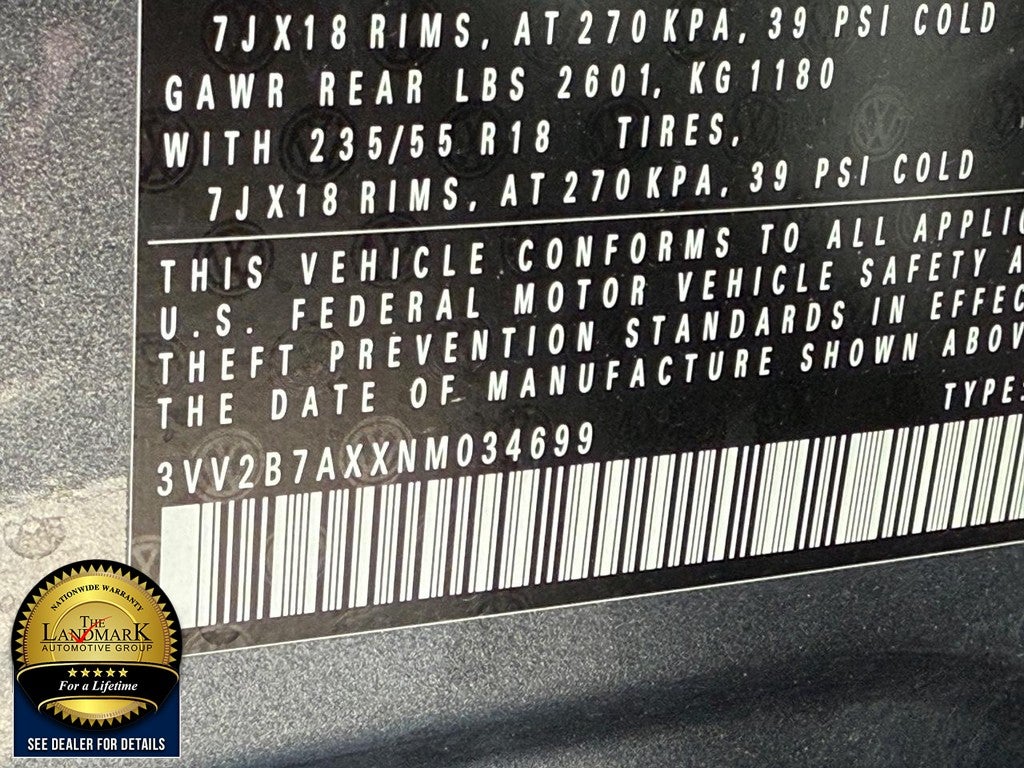 7JX18 RIMS, AT 270 KPA, 39 PSI COLD
GAWR REAR LBS 2601, KG1180
WITH 235/55 R18 TIRES,
7JX18 RIMS, AT 270 KPA, 39 PSI COLD
THIS VEHICLE CONFORMS TO ALL APPLIC
U.S. FEDERAL MOTOR VEHICLE SAFETY A
THEFT PREVENTION STANDARDS IN EFFEC
THE DATE OF MANUFACTURE SHOWN ABOV
TYPE:
3VV2B7AXXNM034699
NATIONWIDE WARRANTY
THE
LANDMARK
AUTOMOTIVE GROUP
For a Lifetime
SEE DEALER FOR DETAILS